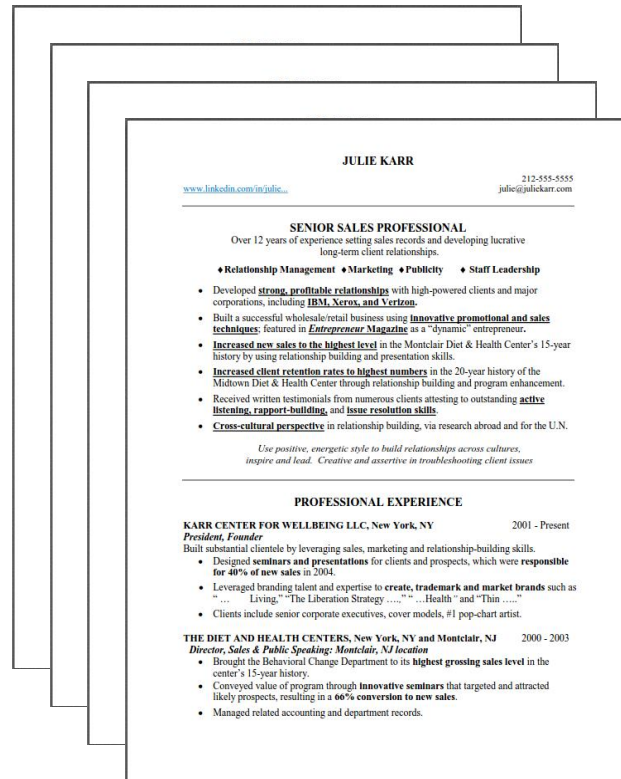 JULIE KARR
212-555-5555
www.linkedin.com/in/julie... julie@juliekarr.com
SENIOR SALES PROFESSIONAL
Over 12 years of experience setting sales records and developing lucrative
long-term client relationships.
♦Relationship Management ♦Marketing ♦Publicity ♦ Staff Leadership
• Developed strong, profitable relationships with high-powered clients and major
corporations, including IBM, Xerox, and Verizon.
• Built a successful wholesale/retail business using innovative promotional and sales
techniques; featured in Entrepreneur Magazine as a “dynamic” entrepreneur.
• Increased new sales to the highest level in the Montclair Diet & Health Center’s 15-year
history by using relationship building and presentation skills.
• Increased client retention rates to highest numbers in the 20-year history of the
Midtown Diet & Health Center through relationship building and program enhancement.
• Received written testimonials from numerous clients attesting to outstanding active
listening, rapport-building, and issue resolution skills.
• Cross-cultural perspective in relationship building, via research abroad and for the U.N.
Use positive, energetic style to build relationships across cultures,
inspire and lead. Creative and assertive in troubleshooting client issues
PROFESSIONAL EXPERIENCE
KARR CENTER FOR WELLBEING LLC, New York, NY 2001 - Present
President, Founder
Built substantial clientele by leveraging sales, marketing and relationship-building skills.
• Designed seminars and presentations for clients and prospects, which were responsible
for 40% of new sales in 2004.
• Leveraged branding talent and expertise to create, trademark and market brands such as
“ … Living,” “The Liberation Strategy ….,” “ …Health “ and “Thin …..”
• Clients include senior corporate executives, cover models, #1 pop-chart artist.
THE DIET AND HEALTH CENTERS, New York, NY and Montclair, NJ 2000 - 2003
Director, Sales & Public Speaking: Montclair, NJ location
• Brought the Behavioral Change Department to its highest grossing sales level in the
center’s 15-year history.
• Conveyed value of program through innovative seminars that targeted and attracted
likely prospects, resulting in a 66% conversion to new sales.
• Managed related accounting and department records.